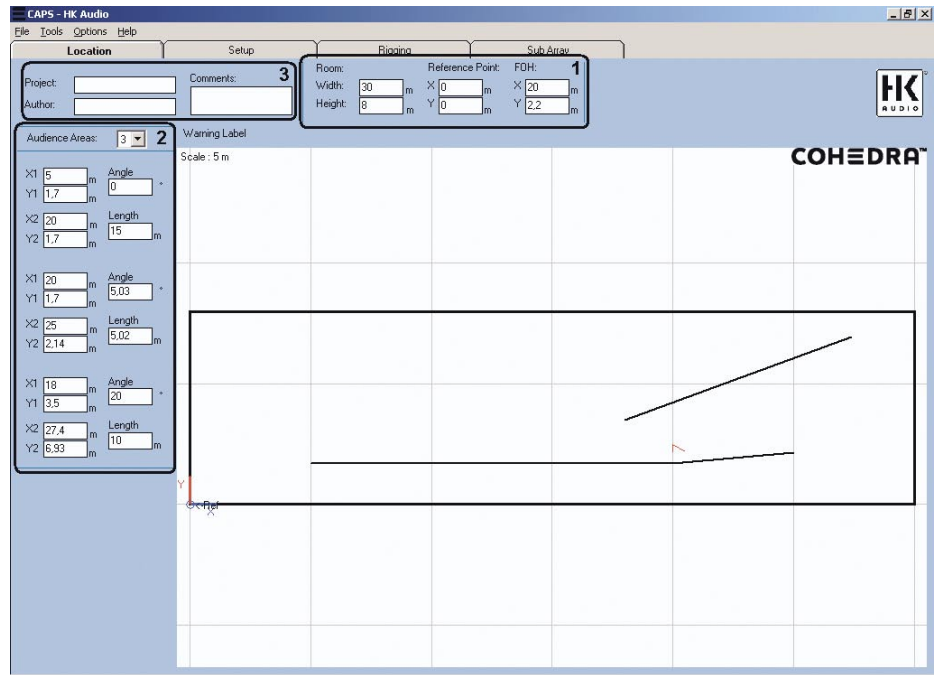 CAPS - HK Audio
File Tools Options Help
Location Setup Rigging Sub Array
Project:
Author:
Comments:
3
Room: Reference Point: FOH: 1
Width: 30 m X 0 m X 20 m
Height: 8 m Y 0 m Y 2,2 m
HK
AUDIO
Audience Areas: 3 2
Warning Label
Scale : 5 m
COHEDRA™
X1 5 m Angle
Y1 1,7 m 0 °
X2 20 m Length
Y2 1,7 m 15 m
X1 20 m Angle
Y1 1,7 m 5,03 °
X2 25 m Length
Y2 2,14 m 5,02 m
X1 18 m Angle
Y1 3,5 m 20 °
X2 27,4 m Length
Y2 6,93 m 10 m
Y
<-Ref
X